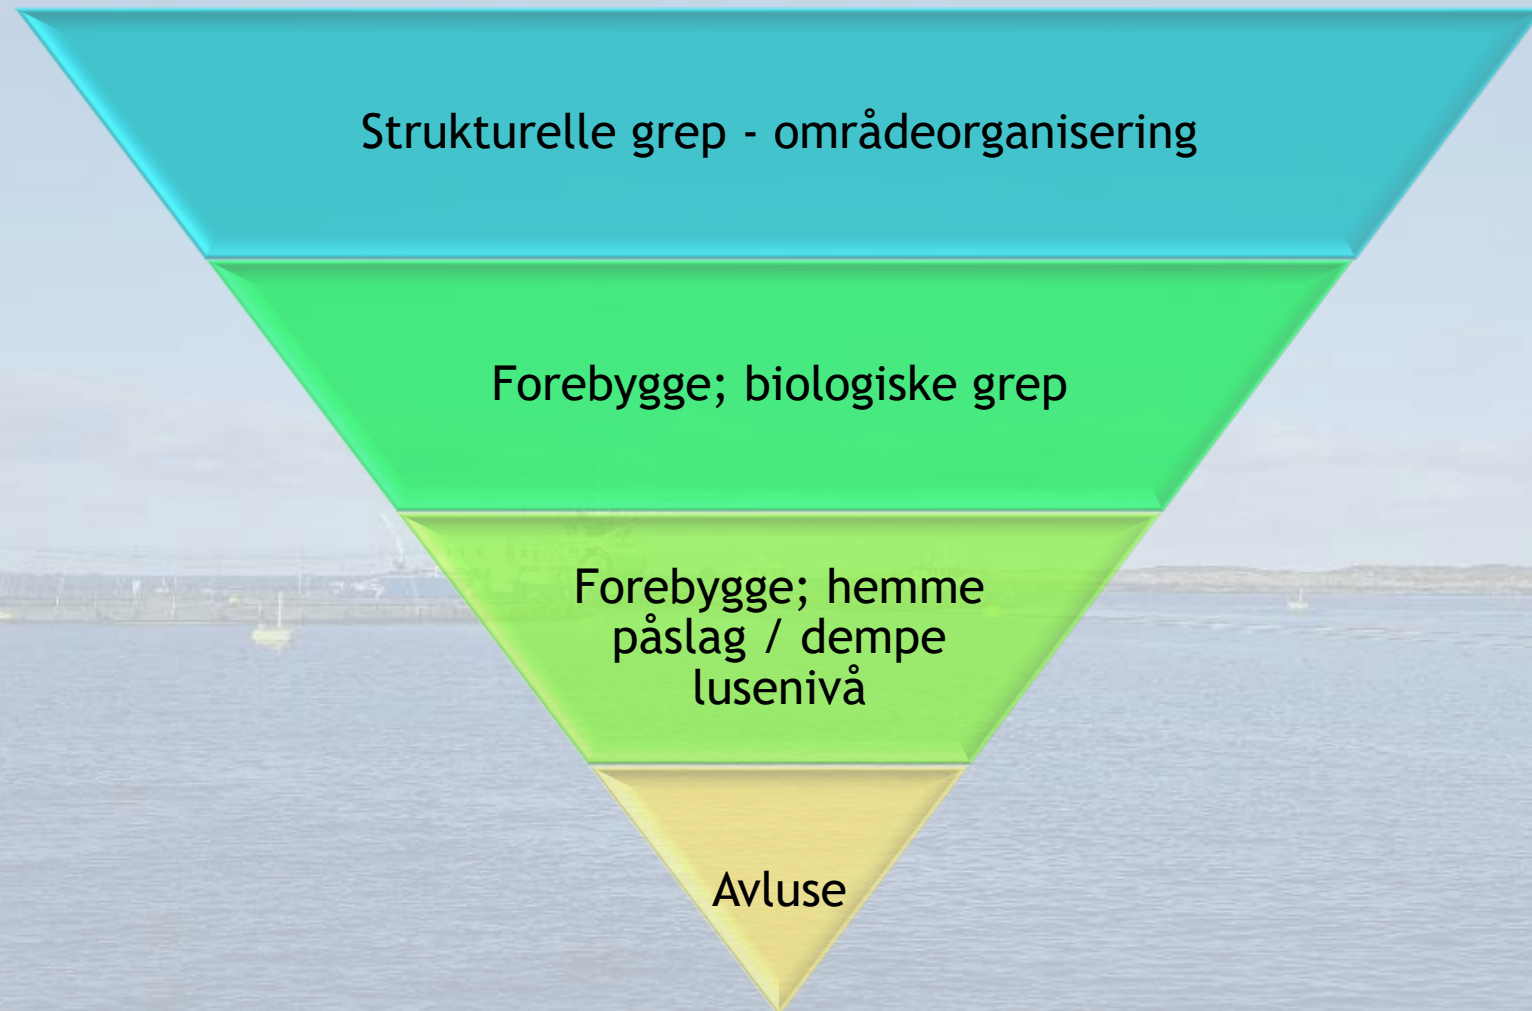 Strukturelle grep - områdeorganisering
Forebygge; biologiske grep
Forebygge; hemme
påslag / dempe
lusenivå
Avluse